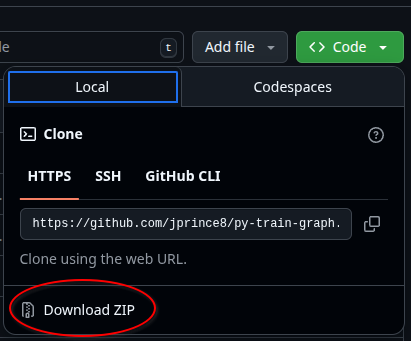 le t Add file <> Code
Local Codespaces
Clone
HTTPS SSH GitHub CLI
https://github.com/jprince8/py-train-graph.
Clone using the web URL.
Download ZIP